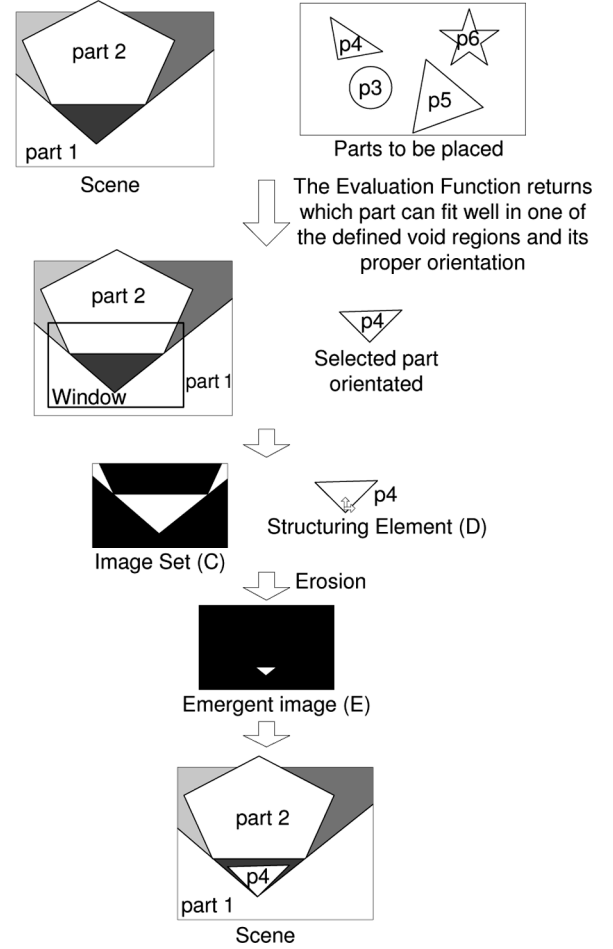 part 2
part 1
Scene
p4
p6
p3
p5
Parts to be placed
The Evaluation Function returns
which part can fit well in one of
the defined void regions and its
proper orientation
part 2
part 1
Window
p4
Selected part
orientated
p4
Image Set (C)
Structuring Element (D)
Erosion
Emergent image (E)
part 2
p4
part 1
Scene